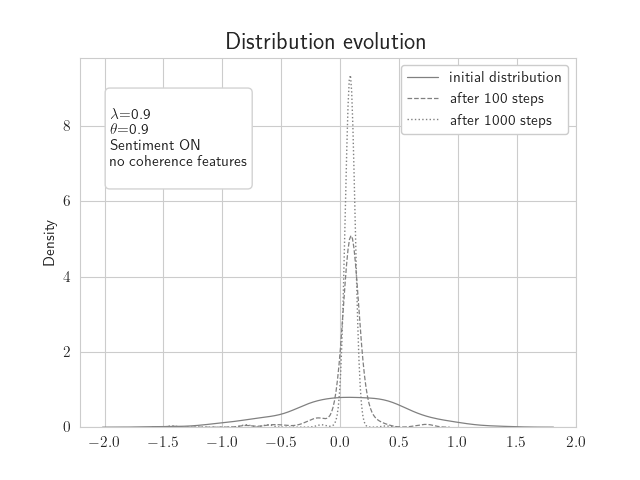 Distribution evolution
initial distribution
after 100 steps
after 1000 steps
λ=0.9
θ=0.9
Sentiment ON
no coherence features
Density
8
6
4
2
0
−2.0 −1.5 −1.0 −0.5 0.0 0.5 1.0 1.5 2.0